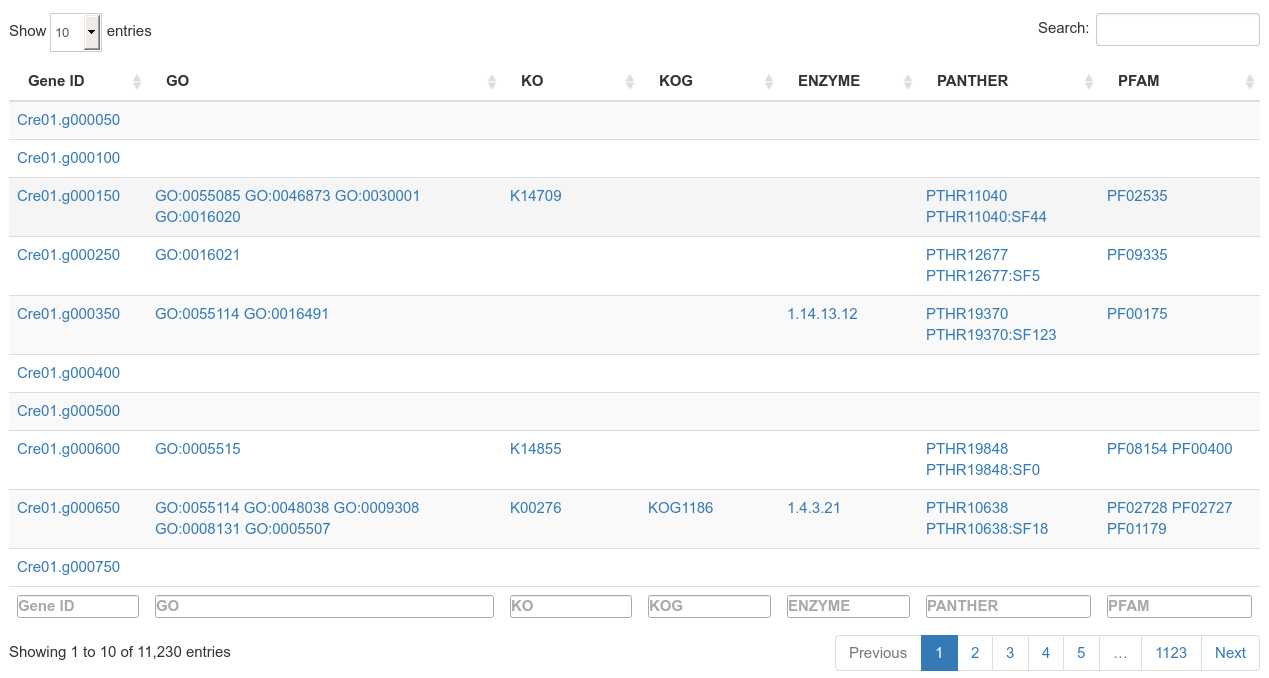 Show 10 entries Search:
Gene ID GO KO KOG ENZYME PANTHER PFAM
Cre01.g000050
Cre01.g000100
Cre01.g000150 GO:0055085 GO:0046873 GO:0030001 K14709 PTHR11040 PF02535
GO:0016020 PTHR11040:SF44
Cre01.g000250 GO:0016021 PTHR12677 PF09335
PTHR12677:SF5
Cre01.g000350 GO:0055114 GO:0016491 1.14.13.12 PTHR19370 PF00175
PTHR19370:SF123
Cre01.g000400
Cre01.g000500
Cre01.g000600 GO:0005515 K14855 PTHR19848 PF08154 PF00400
PTHR19848:SF0
Cre01.g000650 GO:0055114 GO:0048038 GO:0009308 K00276 KOG1186 1.4.3.21 PTHR10638 PF02728 PF02727
GO:0008131 GO:0005507 PTHR10638:SF18 PF01179
Cre01.g000750
Gene ID GO KO KOG ENZYME PANTHER PFAM
Showing 1 to 10 of 11,230 entries Previous 1 2 3 4 5 … 1123 Next